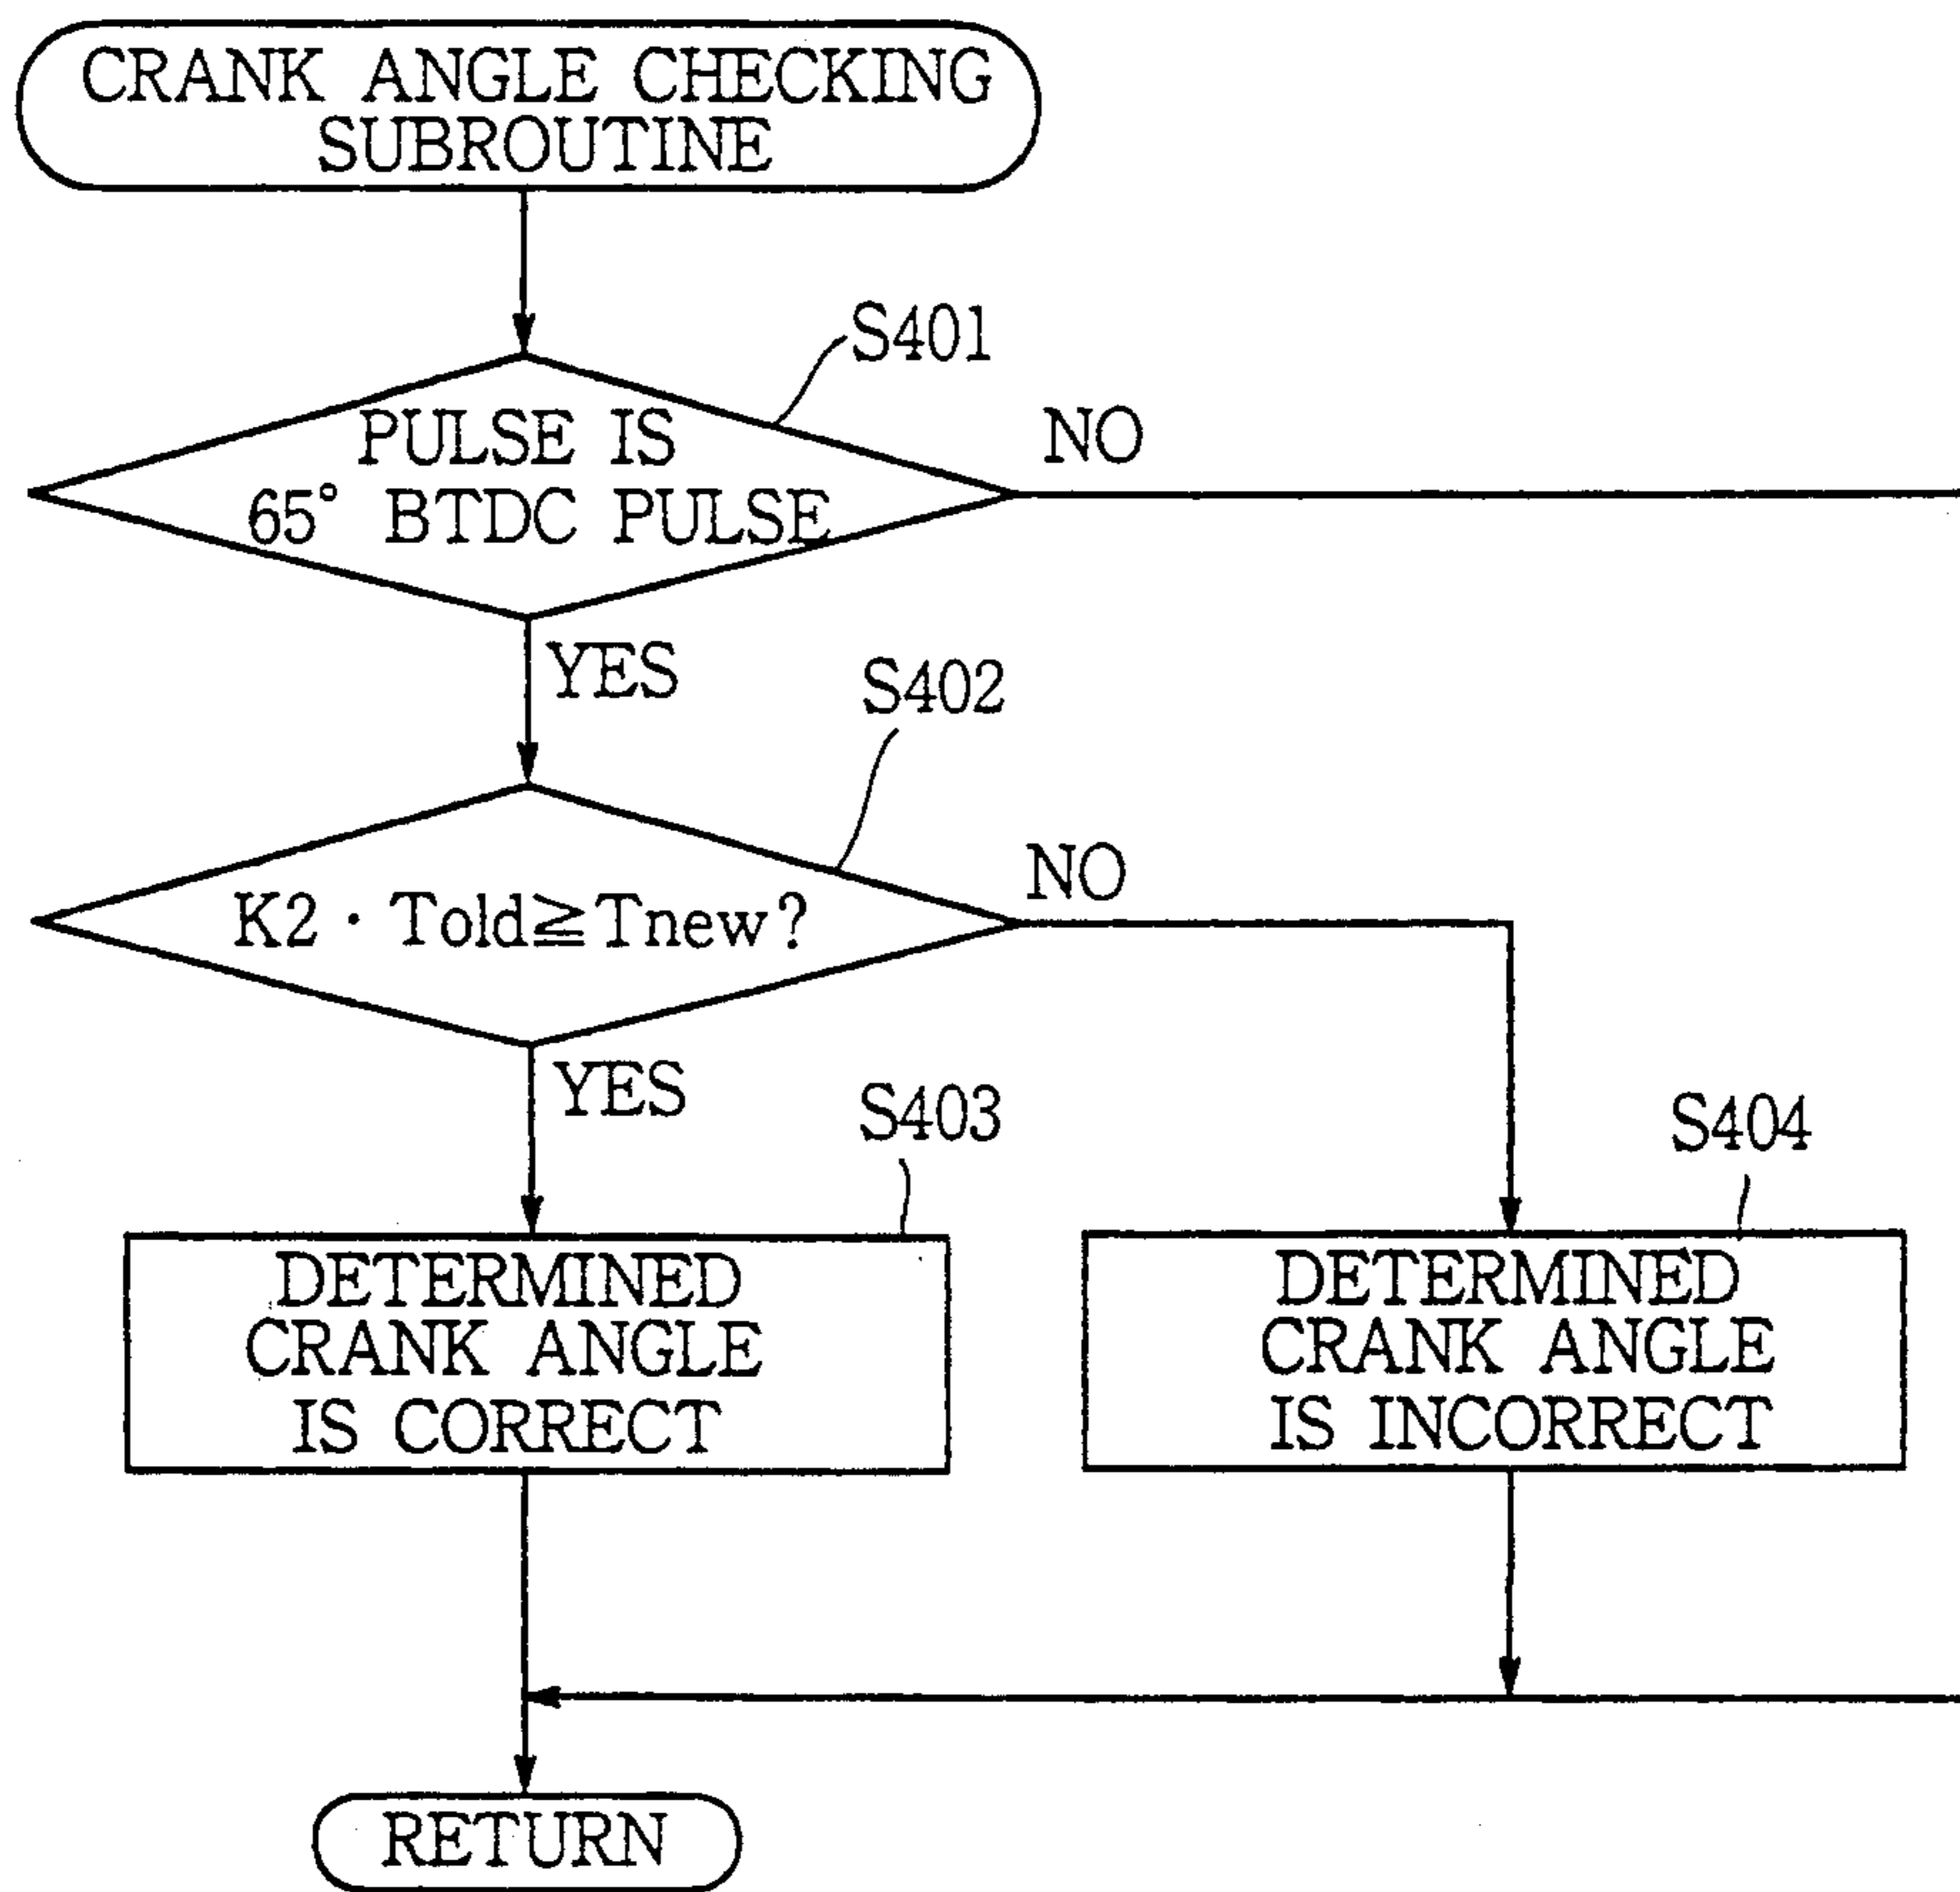 CRANK ANGLE CHECKING
SUBROUTINE
S401
PULSE IS
65° BTDC PULSE
NO
YES
S402
K2・Told≧Tnew?
NO
YES
S403
S404
DETERMINED
CRANK ANGLE
IS CORRECT
DETERMINED
CRANK ANGLE
IS INCORRECT
RETURN